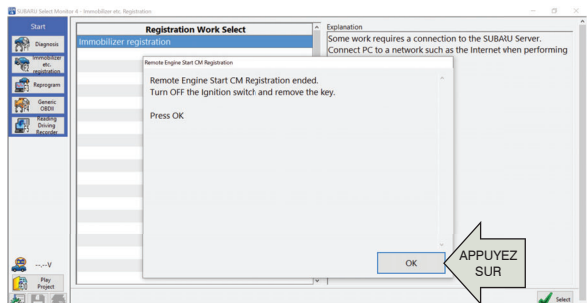 SUBARU Select Monitor 4 - Immobilizer etc. Registration
Start
Diagnosis
Immobilizer
etc.
registration
Reprogram
Generic
OBDII
Reading
Driving
Recorder
--.--V
Play
Project
Registration Work Select
Immobilizer registration
Explanation
Some work requires a connection to the SUBARU Server.
Connect PC to a network such as the Internet when performing
Remote Engine Start CM Registration
Remote Engine Start CM Registration ended.
Turn OFF the Ignition switch and remove the
key.
Press OK
OK
APPUYEZ
SUR
Select